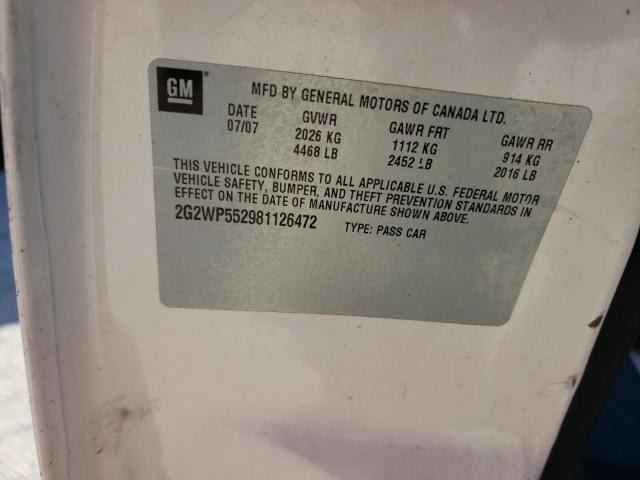 GM
MFD BY GENERAL MOTORS OF CANADA LTD.
DATE GVWR GAWR FRT GAWR RR
07/07 2026 KG 1112 KG 914 KG
4468 LB 2452 LB 2016 LB
THIS VEHICLE CONFORMS TO ALL APPLICABLE U.S. FEDERAL MOTOR
VEHICLE SAFETY, BUMPER, AND THEFT PREVENTION STANDARDS IN
EFFECT ON THE DATE OF MANUFACTURE SHOWN ABOVE.
2G2WP552981126472 TYPE: PASS CAR